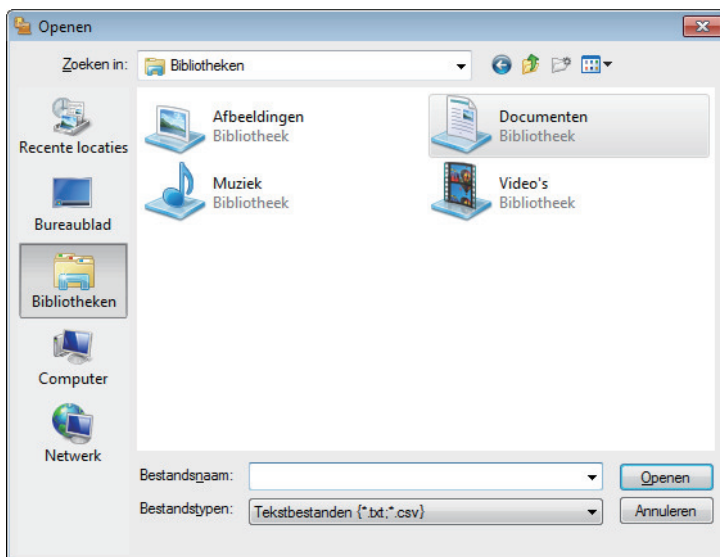 Openen
Zoeken in: Bibliotheken
Recente locaties
Bureaublad
Bibliotheken
Computer
Netwerk
Afbeeldingen
Bibliotheek
Documenten
Bibliotheek
Muziek
Bibliotheek
Video's
Bibliotheek
Bestandsnaam:
Openen
Bestandstypen: Tekstbestanden {*.txt;*.csv}
Annuleren